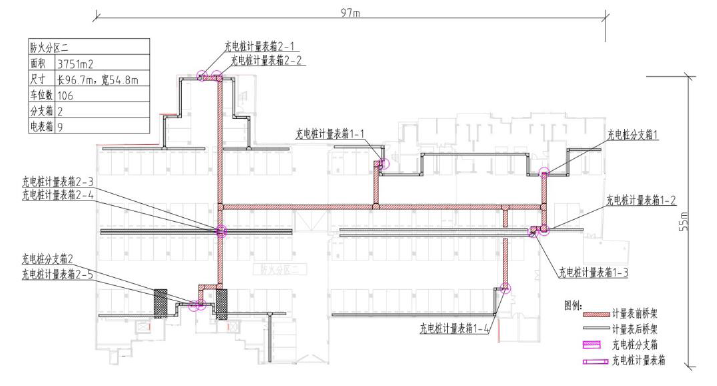 97m
防火分区二
面积 3751m2
尺寸 长96.7m，宽54.8m
车位数 106
分支箱 2
电表箱 9
充电桩计量表箱2-1
充电桩计量表箱2-2
充电桩计量表箱1-1
充电桩分支箱1
充电桩计量表箱2-3
充电桩计量表箱2-4
充电桩计量表箱1-2
55m
充电桩分支箱2
充电桩计量表箱2-5
防火分区二
充电桩计量表箱1-3
充电桩计量表箱1-4
图例：
计量表前桥架
计量表后桥架
充电桩分支箱
充电桩计量表箱